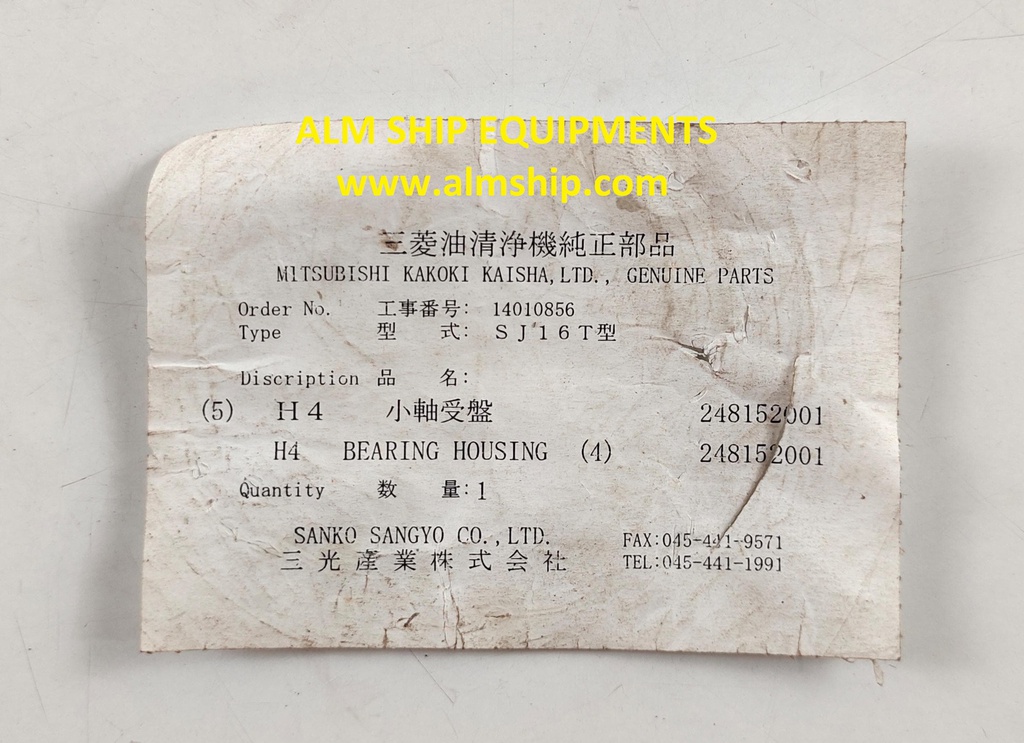 ALM SHIP EQUIPMENTS
www.almship.com
三菱油清浄機純正部品
MITSUBISHI KAKOKI KAISHA,LTD., GENUINE PARTS
Order No. 工事番号: 14010856
Type 型 式: ＳＪ１６Ｔ型
Discription 品 名:
(5) Ｈ４ 小軸受盤 248152001
H4 BEARING HOUSING (4) 248152001
Quantity 数 量: 1
SANKO SANGYO CO.,LTD. FAX:045-441-9571
三光産業株式会社 TEL:045-441-1991